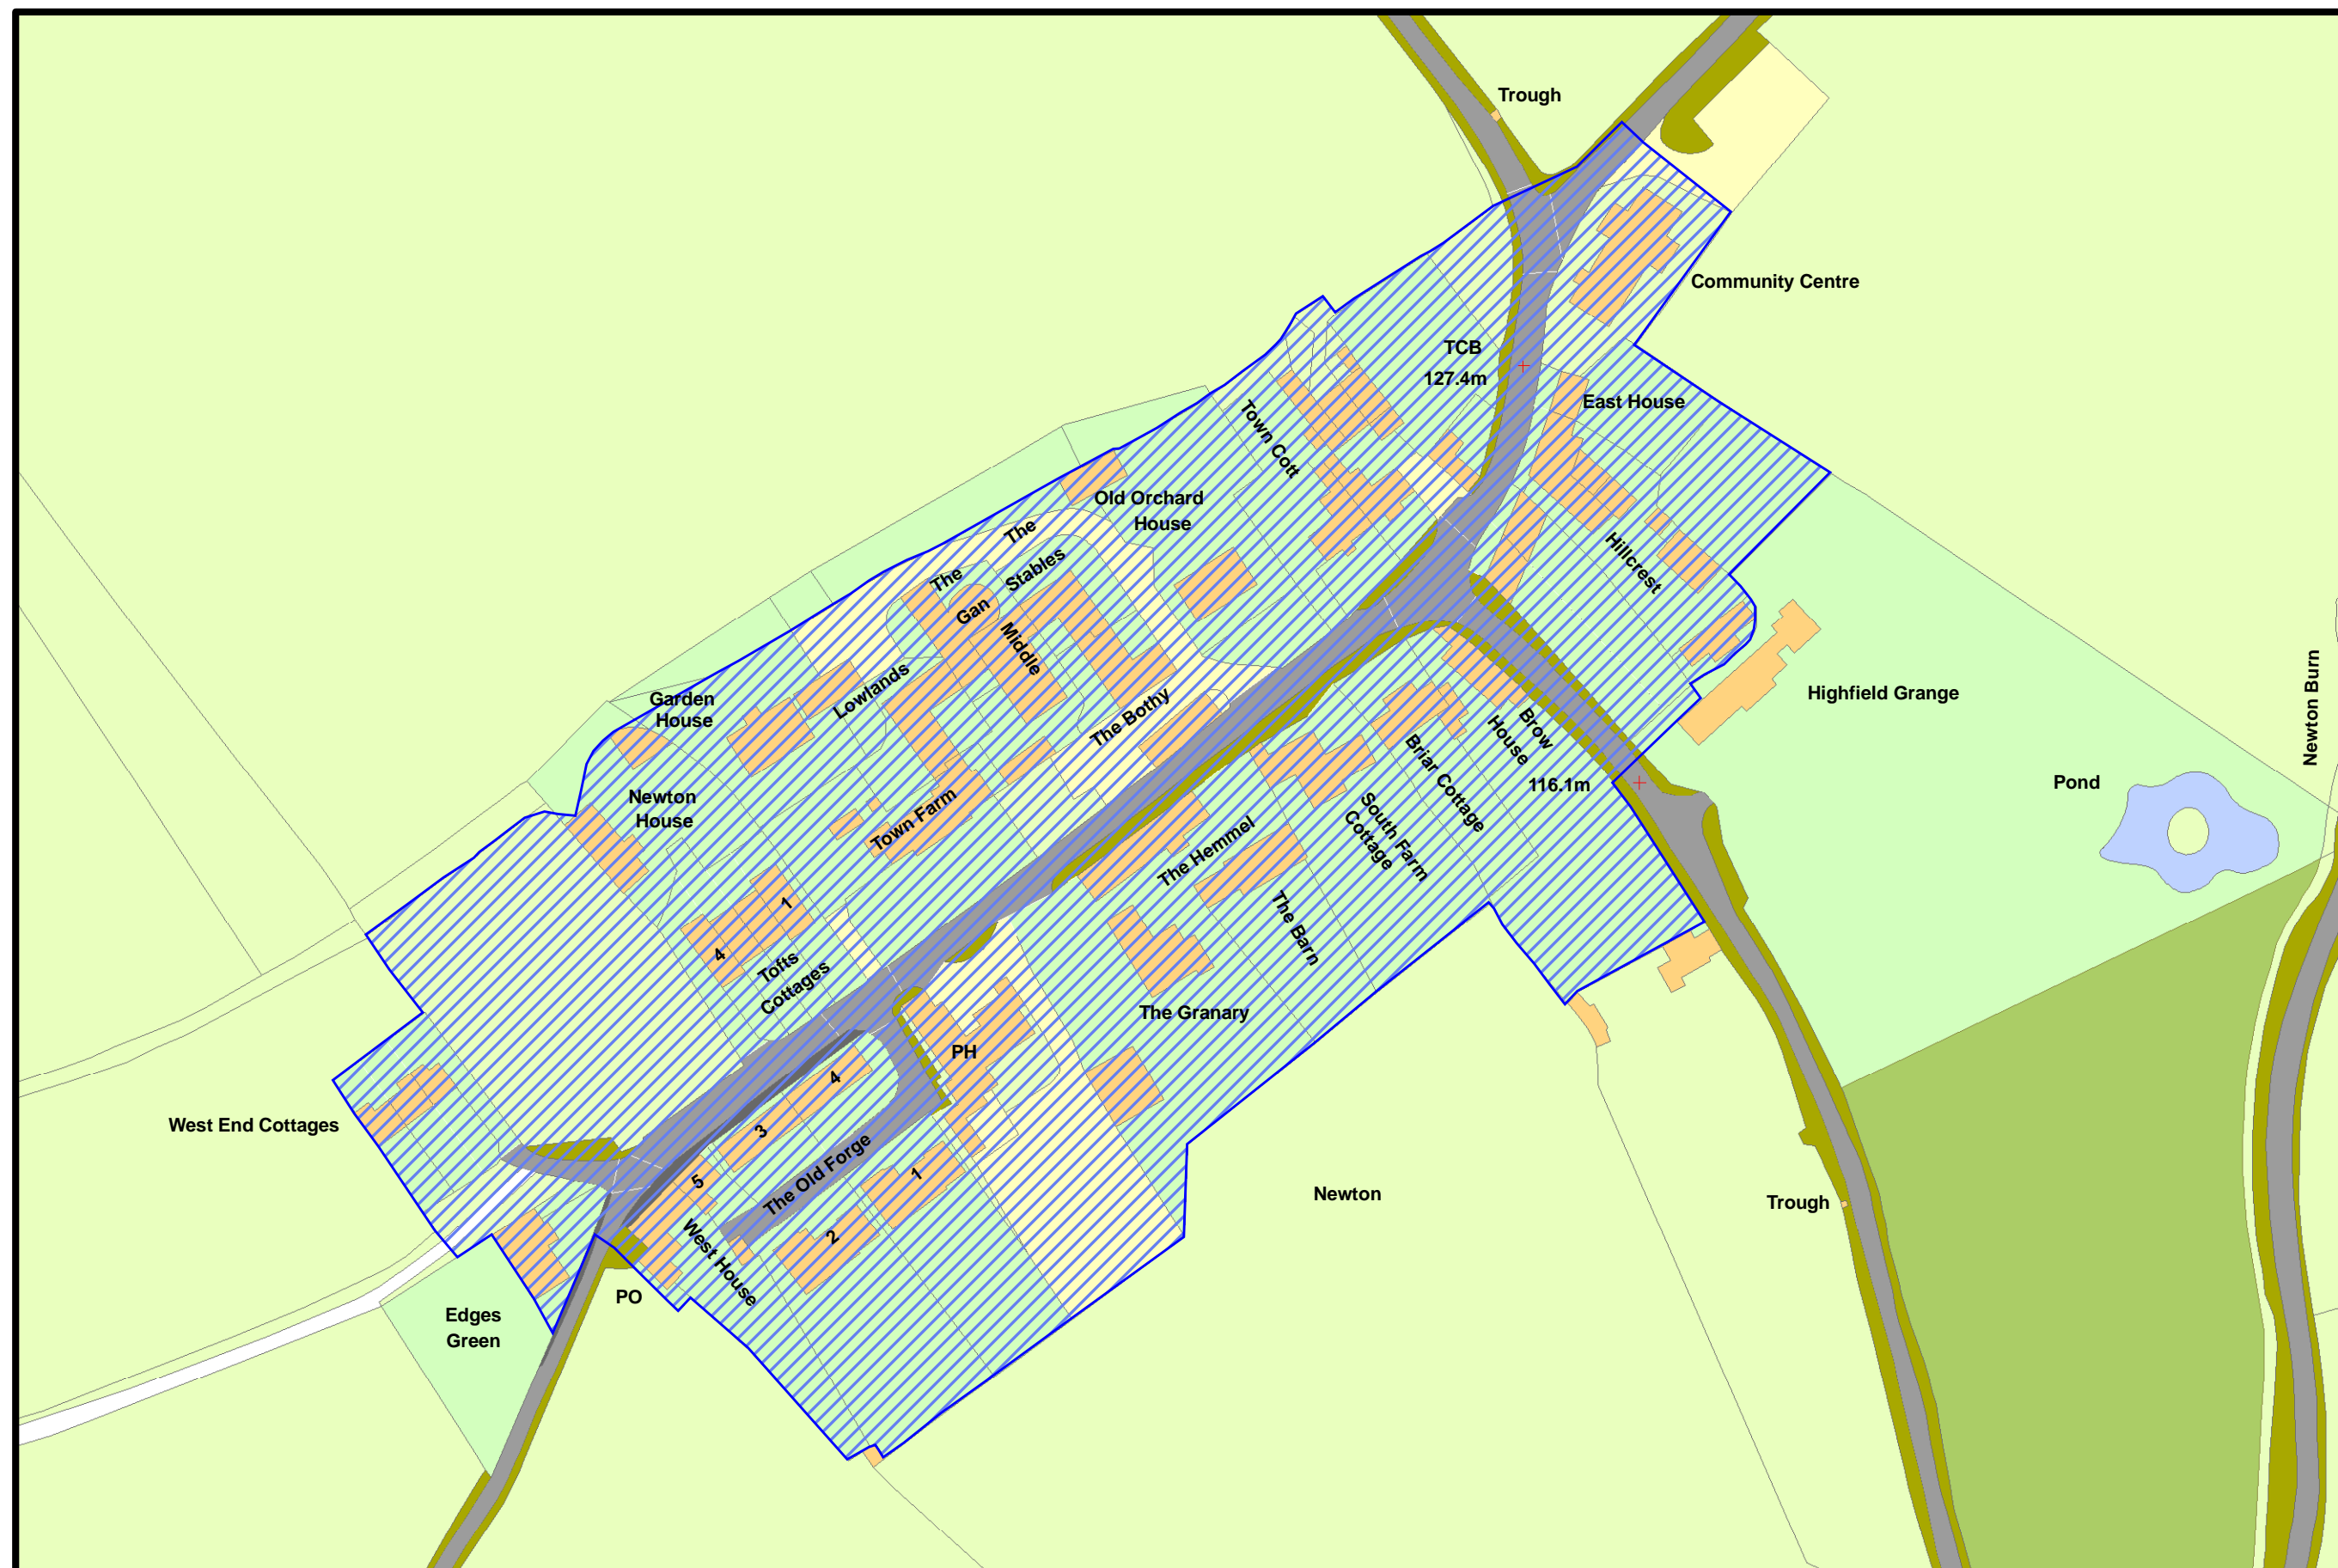 Trough
Community Centre
TCB
127.4m
East House
Town Cott
Old Orchard
House
The
Stables
The
Gan
Middle
Hillcrest
Lowlands
Garden
House
The Bothy
Highfield Grange
Newton Burn
Brow
House
Briar Cottage
116.1m
Pond
Newton
House
Town Farm
South Farm
Cottage
The Hemmel
The Barn
1
4
Tofts
Cottages
The Granary
PH
4
West End Cottages
3
The Old Forge
1
5
Newton
Trough
2
West House
PO
Edges
Green